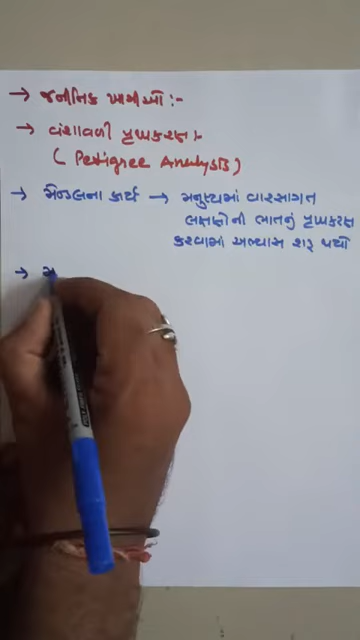 → જનીનિક ખામીઓ :-
→ વંશાવળી પૃથક્કરણ :-
( Pedigree Analysis )
→ મેન્ડલના કાર્ય → મનુષ્યમાં વારસાગત
લક્ષણોની ભાતનું પૃથક્કરણ
કરવામાં અભ્યાસ શરૂ થયો
→